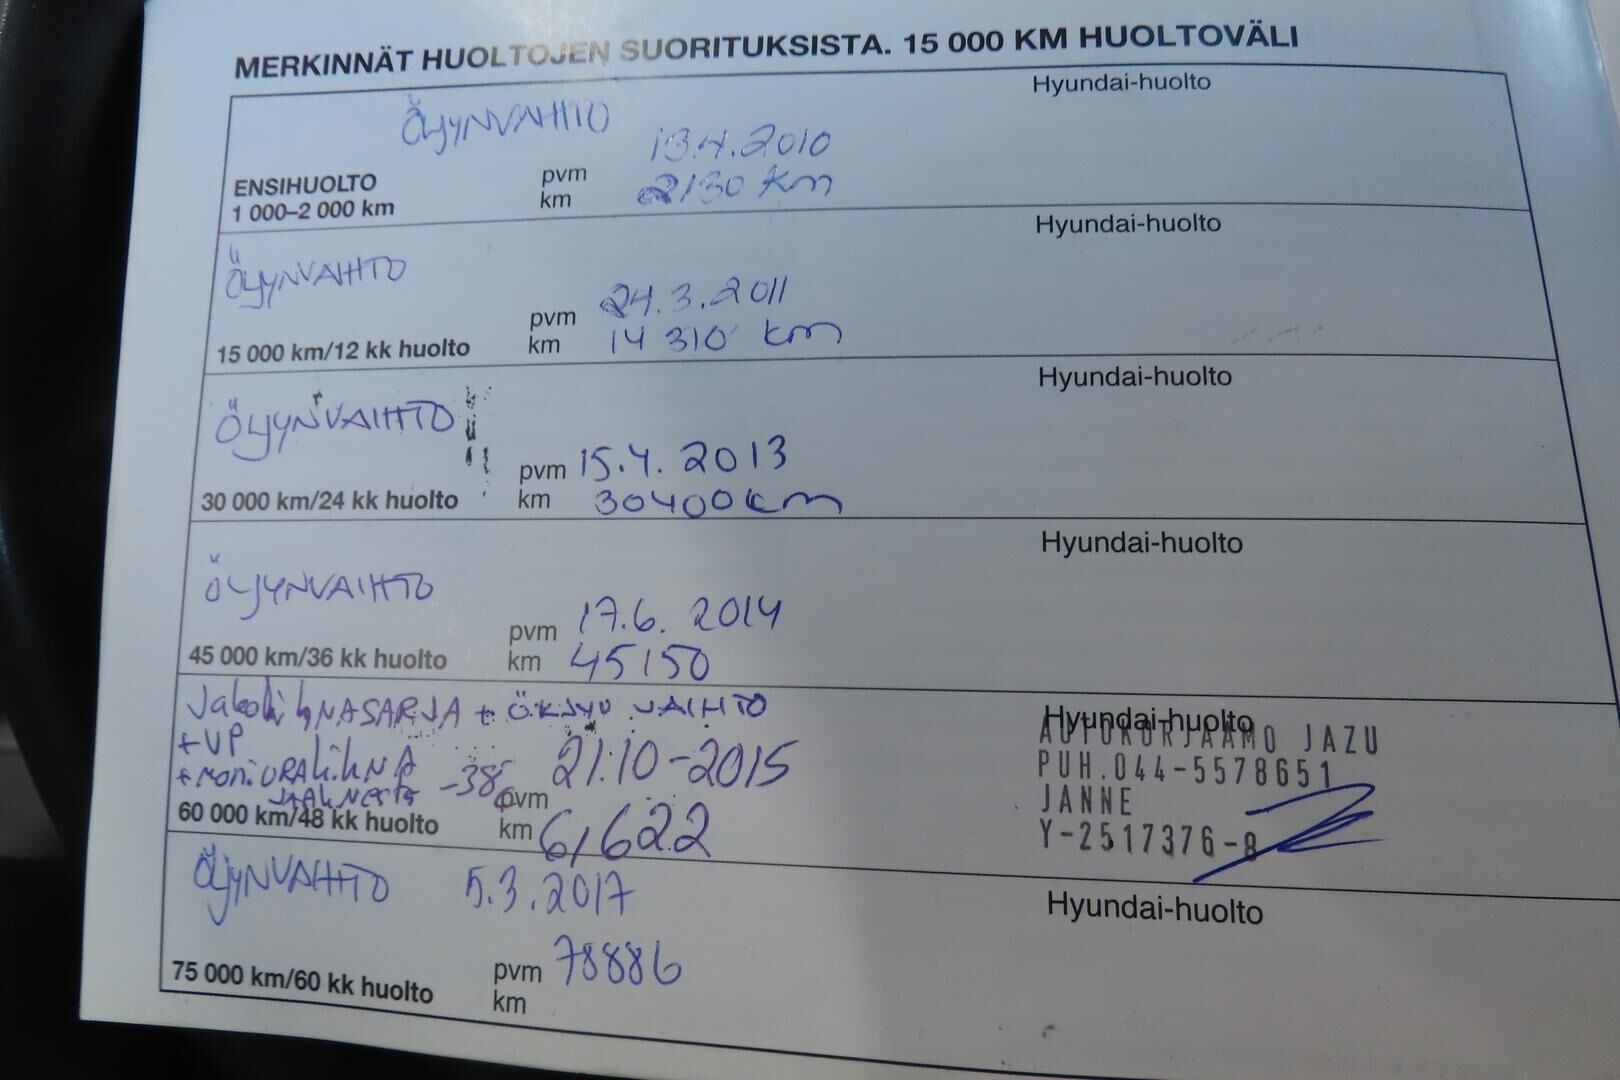 MERKINNÄT HUOLTOJEN SUORITUKSISTA. 15 000 KM HUOLTOVÄLI
Hyundai-huolto
ÖLJYNVAIHTO
13.4.2010
ENSIHUOLTO
pvm
1 000–2 000 km
km 2130 km
Hyundai-huolto
ÖLJYNVAIHTO
pvm 24.3.2011
15 000 km/12 kk huolto
km 14 310 km
Hyundai-huolto
ÖLJYNVAIHTO
pvm 15.4.2013
30 000 km/24 kk huolto
km 30400 km
Hyundai-huolto
ÖLJYNVAIHTO
pvm 17.6. 2014
45 000 km/36 kk huolto
km 45150
+ VAIHTO
+ VP
21.10-2015
pvm
60 000 km/48 kk huolto
km 61622
Hyundai-huolto
AUTOKORJAAMO JAZU
PUH.044-5578651
JANNE
Y-2517376-8
ÖLJYNVAIHTO 5.3.2017
Hyundai-huolto
75 000 km/60 kk huolto
pvm 78886
km